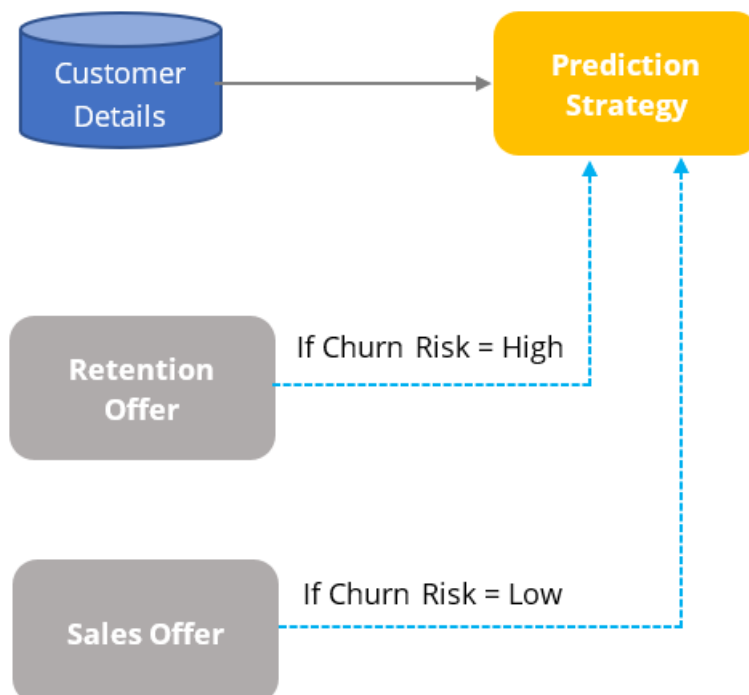 Customer
Details
Prediction
Strategy
If Churn Risk = High
Retention
Offer
If Churn Risk = Low
Sales Offer